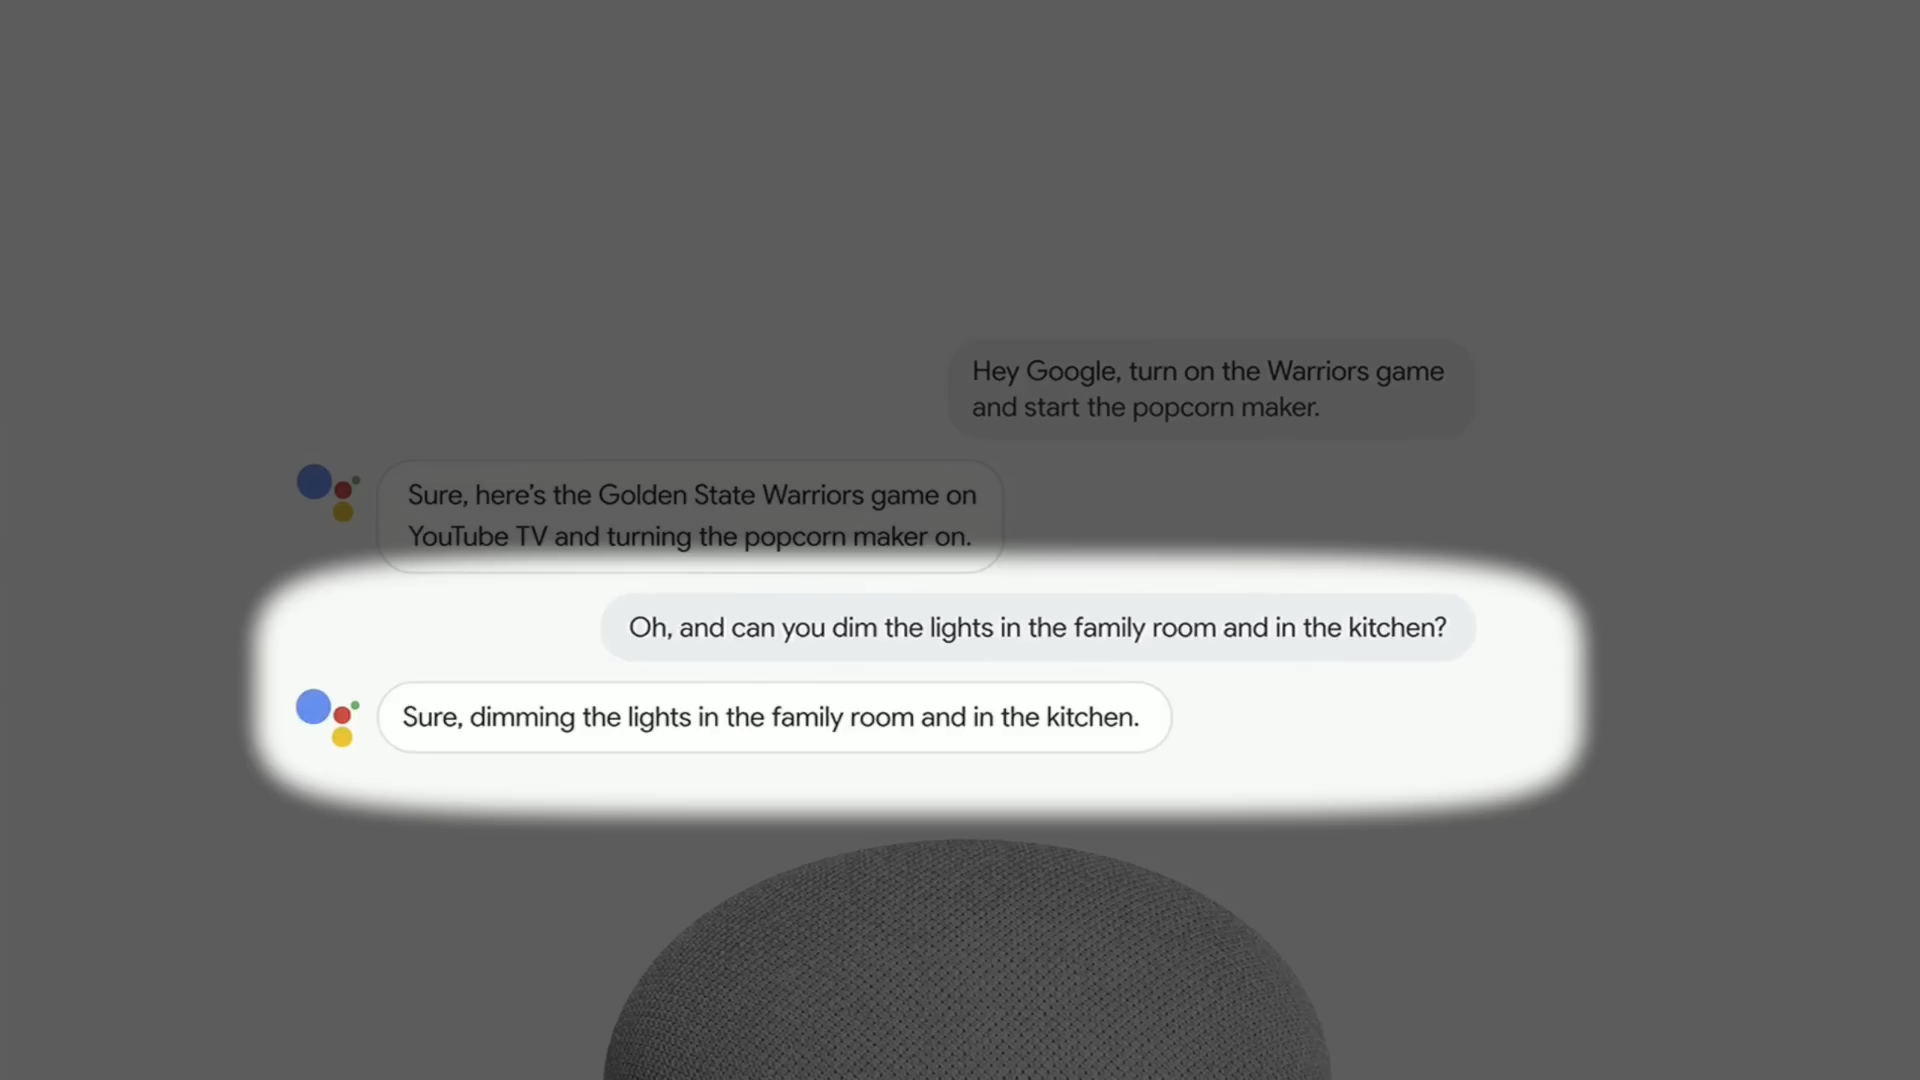 Hey Google, turn on the Warriors game
and start the popcorn maker.
Sure, here’s the Golden State Warriors game on
YouTube TV and turning the popcorn maker on.
Oh, and can you dim the lights in the family room and in the kitchen?
Sure, dimming the lights in the family room and in the kitchen.